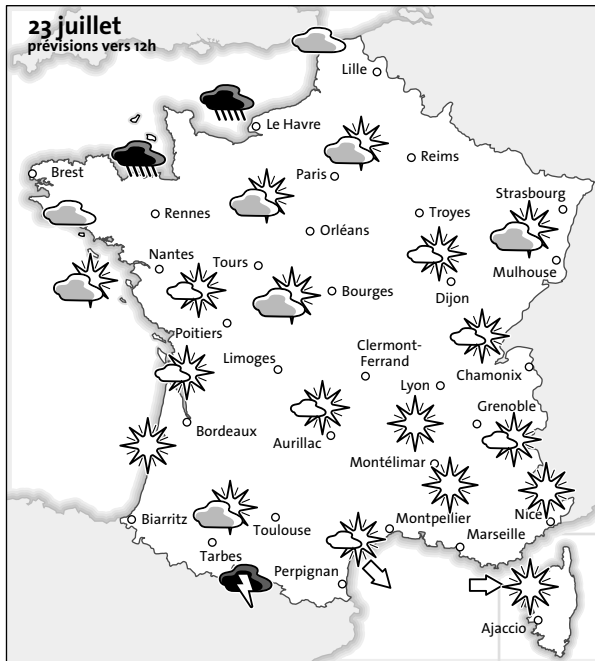 23 juillet
prévisions vers 12h
Lille
Le Havre
Reims
Paris
Brest
Strasbourg
Rennes
Troyes
Orléans
Nantes
Tours
Mulhouse
Bourges
Dijon
Poitiers
Clermont-
Ferrand
Limoges
Chamonix
Lyon
Grenoble
Bordeaux
Aurillac
Montélimar
Nice
Biarritz
Toulouse
Montpellier
Marseille
Tarbes
Perpignan
Ajaccio